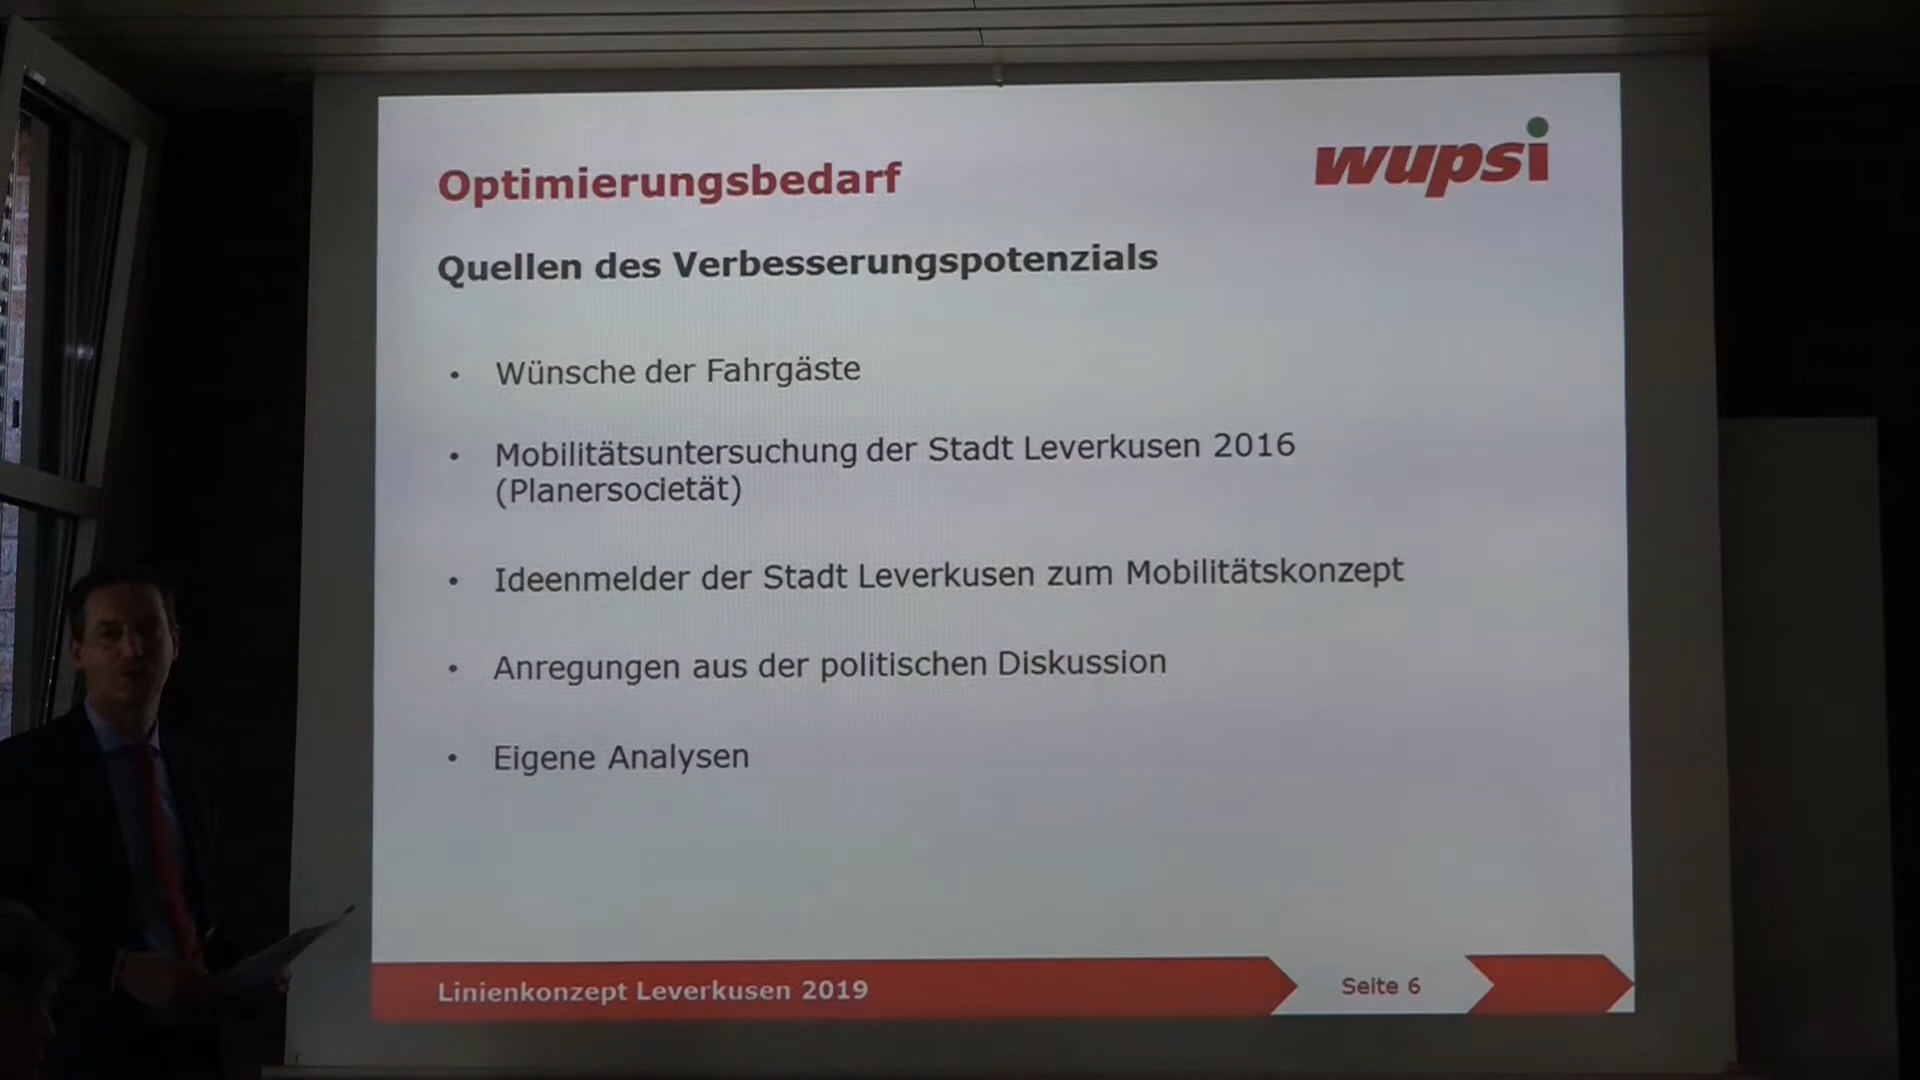 Optimierungsbedarf
wupsi
Quellen des Verbesserungspotenzials
• Wünsche der Fahrgäste
• Mobilitätsuntersuchung der Stadt Leverkusen 2016
(Planersocietät)
• Ideenmelder der Stadt Leverkusen zum Mobilitätskonzept
• Anregungen aus der politischen Diskussion
• Eigene Analysen
Linienkonzept Leverkusen 2019
Seite 6